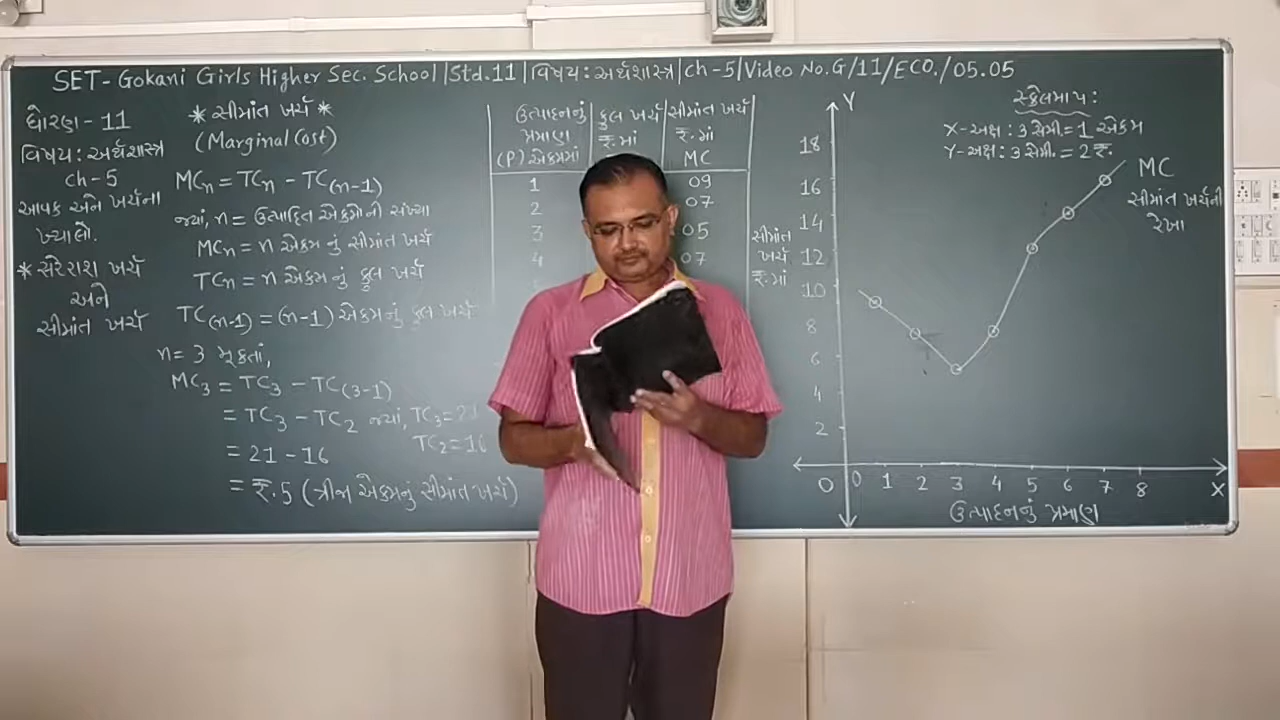 SET- Gokani Girls Higher Sec. School | Std.11 | વિષય: અર્થશાસ્ત્ર | ch-5 | Video No.G/11/ECO./05.05
ધોરણ - 11
વિષય: અર્થશાસ્ત્ર
ch-5
આવક અને ખર્ચના
ખ્યાલો.
* સરેરાશ ખર્ચ
અને
સીમાંત ખર્ચ
* સીમાંત ખર્ચ *
(Marginal Cost)
MCn = TCn - TC(n-1)
જ્યાં, n = ઉત્પાદિત એકમોની સંખ્યા
MCn = n એકમ નું સીમાંત ખર્ચ
TCn = n એકમ નું કુલ ખર્ચ
TC(n-1) = (n-1) એકમ નું કુલ ખર્ચ
n = 3 મૂકતાં,
MC3 = TC3 - TC(3-1)
= TC3 - TC2 જ્યાં, TC3 = 21
TC2 = 16
= 21 - 16
= ₹.5 (ત્રીજા એકમનું સીમાંત ખર્ચ)
ઉત્પાદનનું પ્રમાણ (P) એકમમાં | કુલ ખર્ચ ₹.માં | સીમાંત ખર્ચ ₹.માં MC
1 09
2 07
3 05
4 07
સ્કેલમાપ:
X-અક્ષ: 3 સેમી. = 1 એકમ
Y-અક્ષ: 3 સેમી. = 2 ₹.
Y
18
16
14
12
10
8
6
4
2
સીમાંત
ખર્ચ
₹.માં
MC
સીમાંત ખર્ચની
રેખા
O 0 1 2 3 4 5 6 7 8 X
ઉત્પાદનનું પ્રમાણ